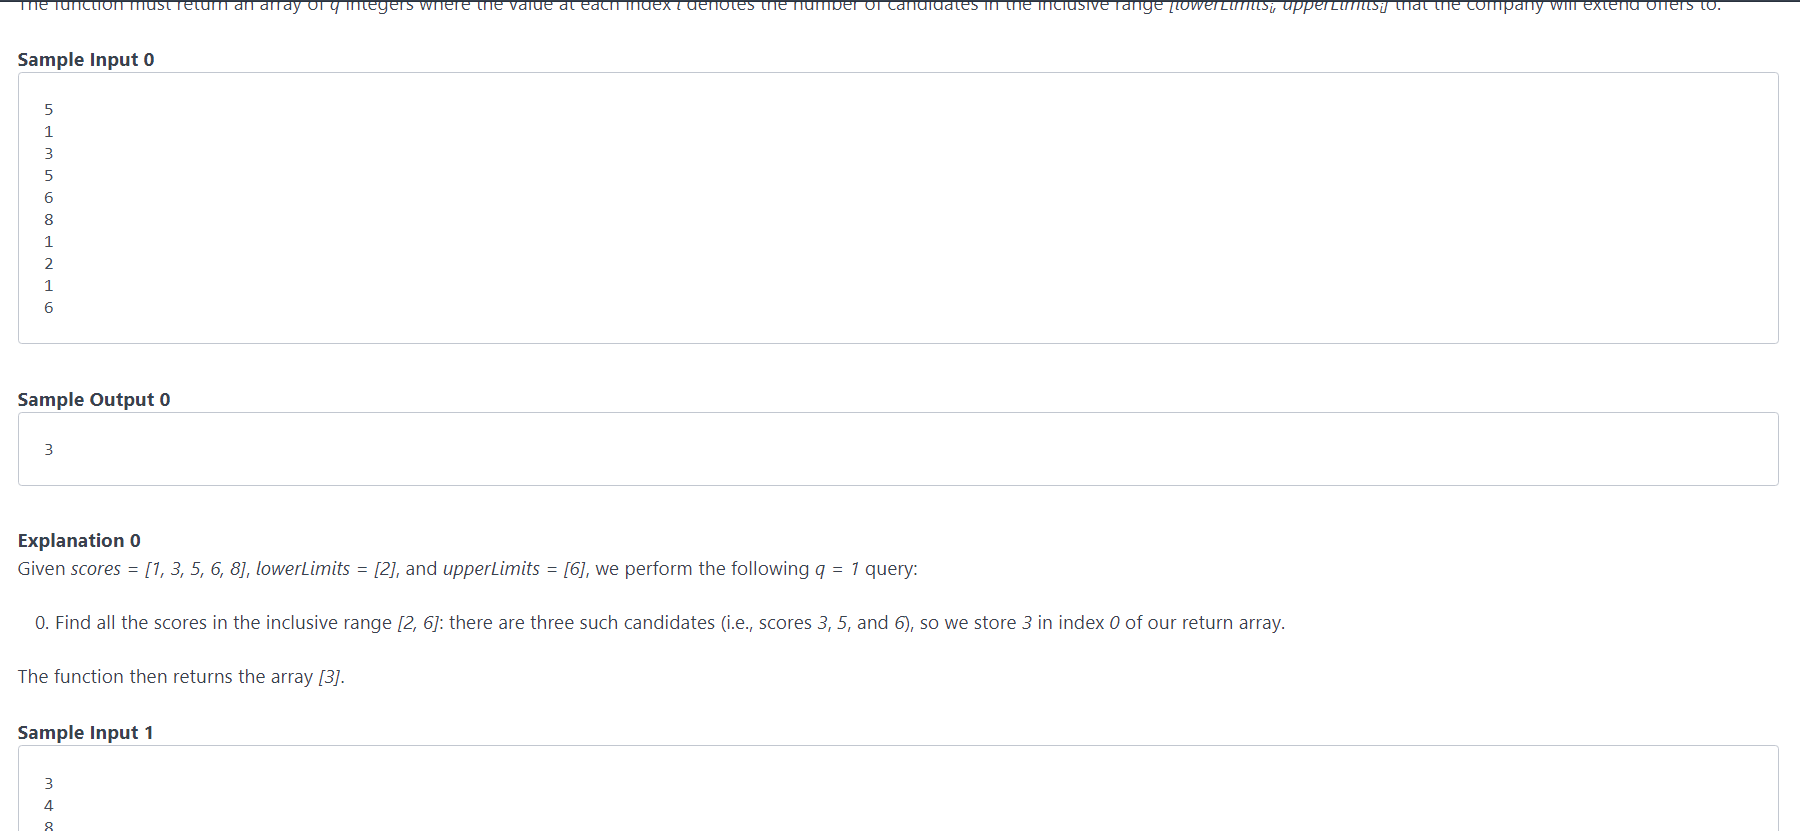 The function must return an array of q integers where the value at each index i denotes the number of candidates in the inclusive range [lowerLimitsi, upperLimitsi] that the company will extend offers to.
Sample Input 0
5
1
3
5
6
8
1
2
1
6
Sample Output 0
3
Explanation 0
Given scores = [1, 3, 5, 6, 8], lowerLimits = [2], and upperLimits = [6], we perform the following q = 1 query:
0. Find all the scores in the inclusive range [2, 6]: there are three such candidates (i.e., scores 3, 5, and 6), so we store 3 in index 0 of our return array.
The function then returns the array [3].
Sample Input 1
3
4
8